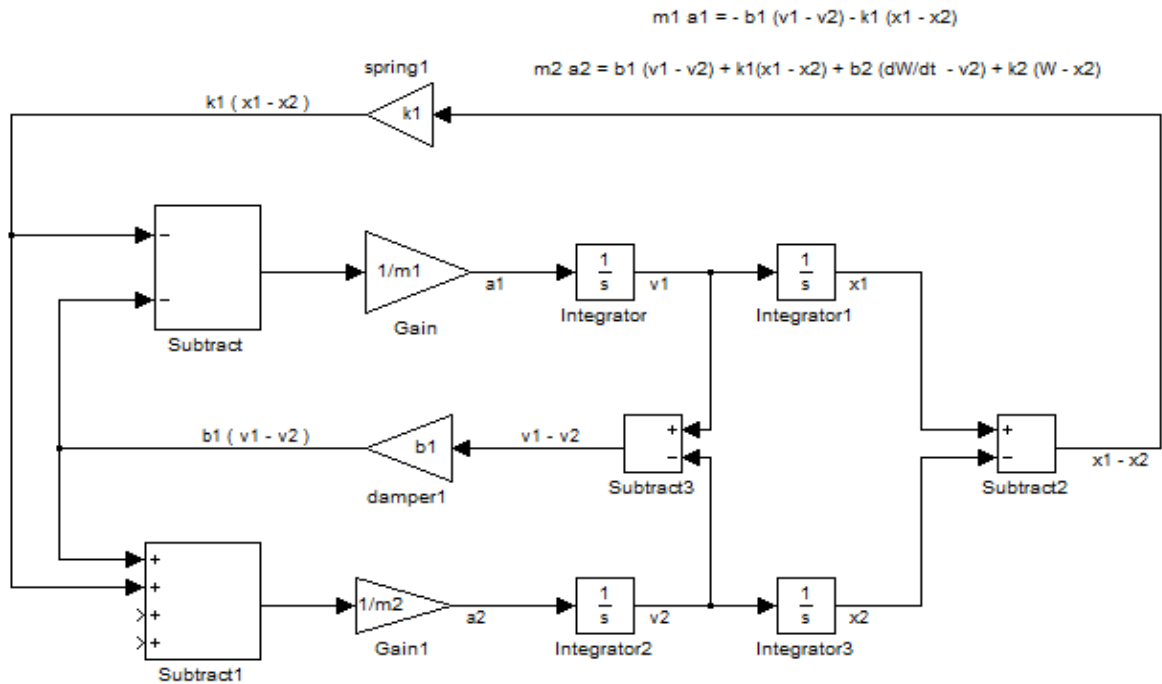 m1 a1 = - b1 (v1 - v2) - k1 (x1 - x2)
m2 a2 = b1 (v1 - v2) + k1(x1 - x2) + b2 (dW/dt - v2) + k2 (W - x2)
spring1
k1 ( x1 - x2 )
k1
−
−
Subtract
1/m1
Gain
a1
1
s
Integrator
v1
1
s
Integrator1
x1
b1 ( v1 - v2 )
b1
damper1
v1 - v2
+
−
Subtract3
+
−
Subtract2
x1 - x2
+
+
+
+
Subtract1
1/m2
Gain1
a2
1
s
Integrator2
v2
1
s
Integrator3
x2